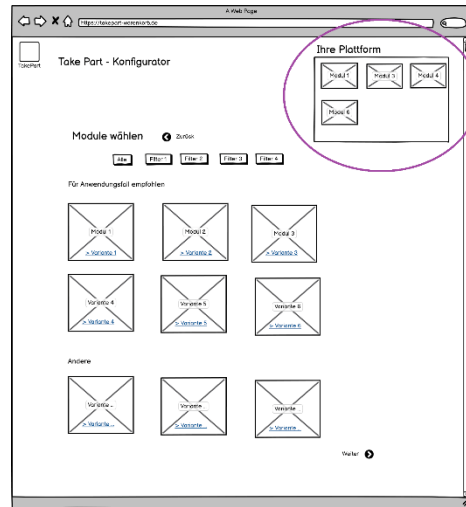 A Web Page
https://takepart-warenkorb.de
TakePart
Take Part - Konfigurator
Ihre Plattform
Modul 1
Modul 3
Modul 4
Modul 6
Module wählen
Zurück
Alle
Filter 1
Filter 2
Filter 3
Filter 4
Für Anwendungsfall empfohlen
Modul 1
> Variante 1
Modul 2
> Variante 2
Modul 3
> Variante 3
Variante 4
> Variante 4
Variante 5
> Variante 5
Variante 6
> Variante 6
Andere
Variante ...
> Variante ...
Variante ...
> Variante ...
Variante ...
> Variante ...
Weiter